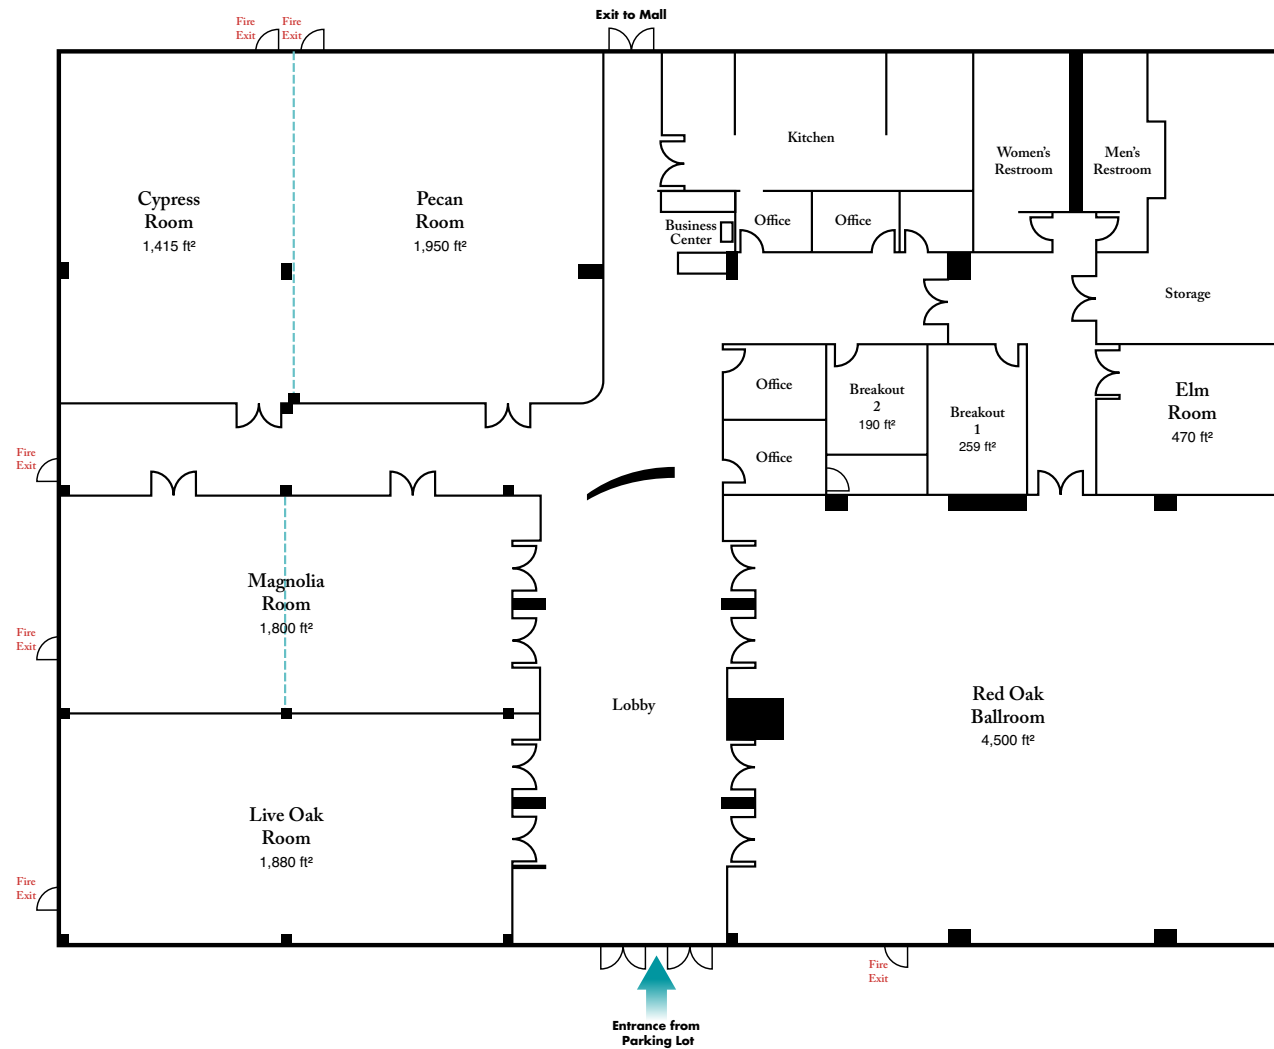 Exit to Mall
Fire
Exit
Fire
Exit
Kitchen
Women's
Restroom
Men's
Restroom
Cypress
Room
1,415 ft²
Pecan
Room
1,950 ft²
Business
Center
Office
Office
Storage
Office
Breakout
2
190 ft²
Breakout
1
259 ft²
Elm
Room
470 ft²
Office
Fire
Exit
Magnolia
Room
1,800 ft²
Fire
Exit
Lobby
Red Oak
Ballroom
4,500 ft²
Live Oak
Room
1,880 ft²
Fire
Exit
Fire
Exit
Entrance from
Parking Lot